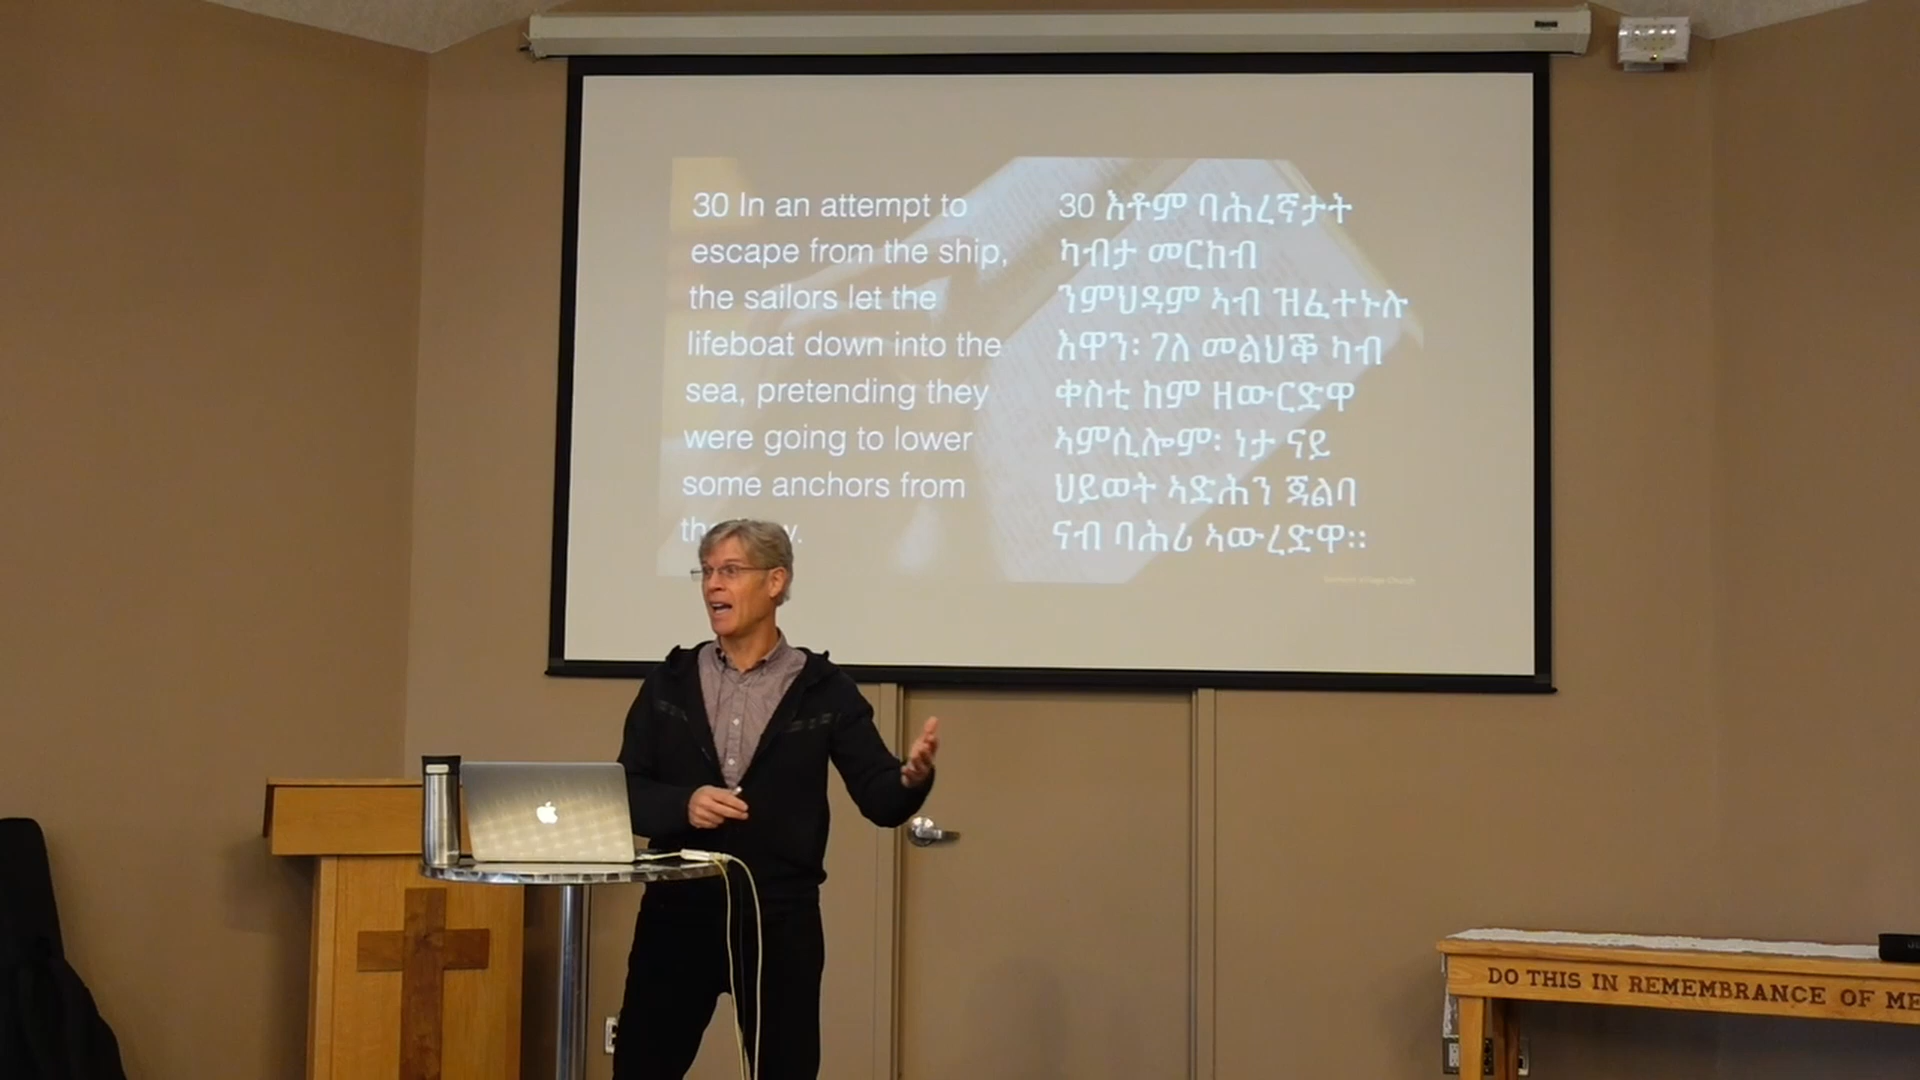 30 In an attempt to
escape from the ship,
the sailors let the
lifeboat down into the
sea, pretending they
were going to lower
some anchors from
30 እቶም ባሕረኛታት
ካብታ መርከብ
ንምህዳም ኣብ ዝፈተኑሉ
እዋን፡ ገለ መልህቕ ካብ
ቀስቲ ከም ዘውርድዋ
ኣምሲሎም፡ ነታ ናይ
ህይወት ኣድሕን ጃልባ
ናብ ባሕሪ ኣውረድዋ።
DO THIS IN REMEMBRANCE OF ME